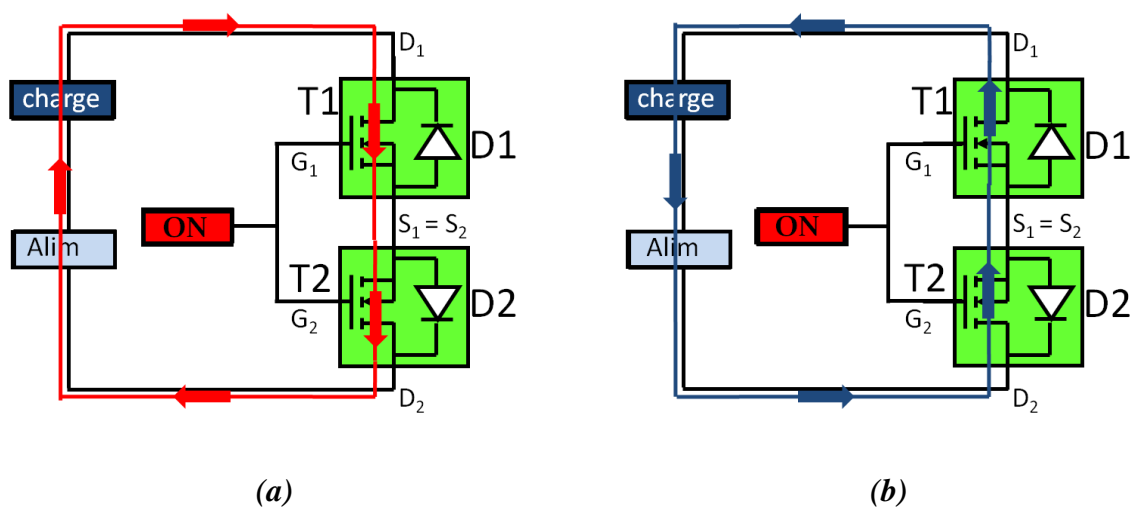 D1
charge
T1
D1
G1
ON
S1 = S2
Alim
T2
D2
G2
D2
(a)
D1
charge
T1
D1
G1
ON
S1 = S2
Alim
T2
D2
G2
D2
(b)